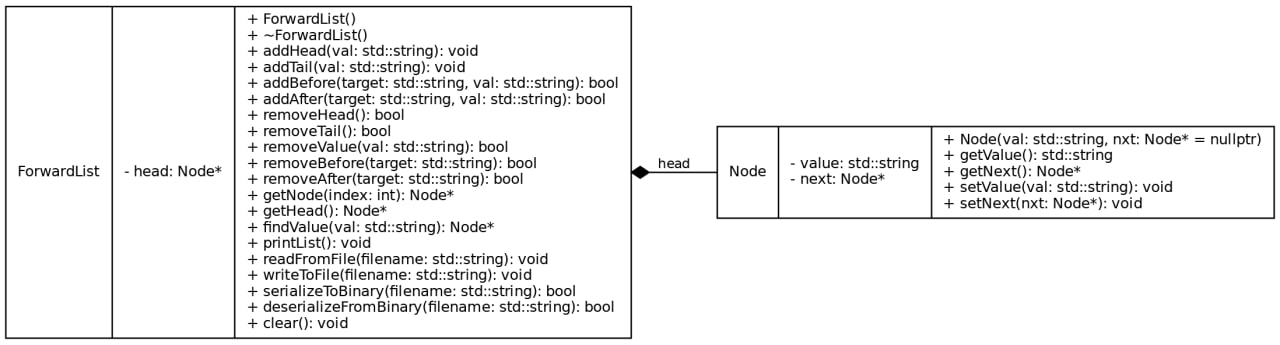 ForwardList
- head: Node*
+ ForwardList()
+ ~ForwardList()
+ addHead(val: std::string): void
+ addTail(val: std::string): void
+ addBefore(target: std::string, val: std::string): bool
+ addAfter(target: std::string, val: std::string): bool
+ removeHead(): bool
+ removeTail(): bool
+ removeValue(val: std::string): bool
+ removeBefore(target: std::string): bool
+ removeAfter(target: std::string): bool
+ getNode(index: int): Node*
+ getHead(): Node*
+ findValue(val: std::string): Node*
+ printList(): void
+ readFromFile(filename: std::string): void
+ writeToFile(filename: std::string): void
+ serializeToBinary(filename: std::string): bool
+ deserializeFromBinary(filename: std::string): bool
+ clear(): void
head
Node
- value: std::string
- next: Node*
+ Node(val: std::string, nxt: Node* = nullptr)
+ getValue(): std::string
+ getNext(): Node*
+ setValue(val: std::string): void
+ setNext(nxt: Node*): void